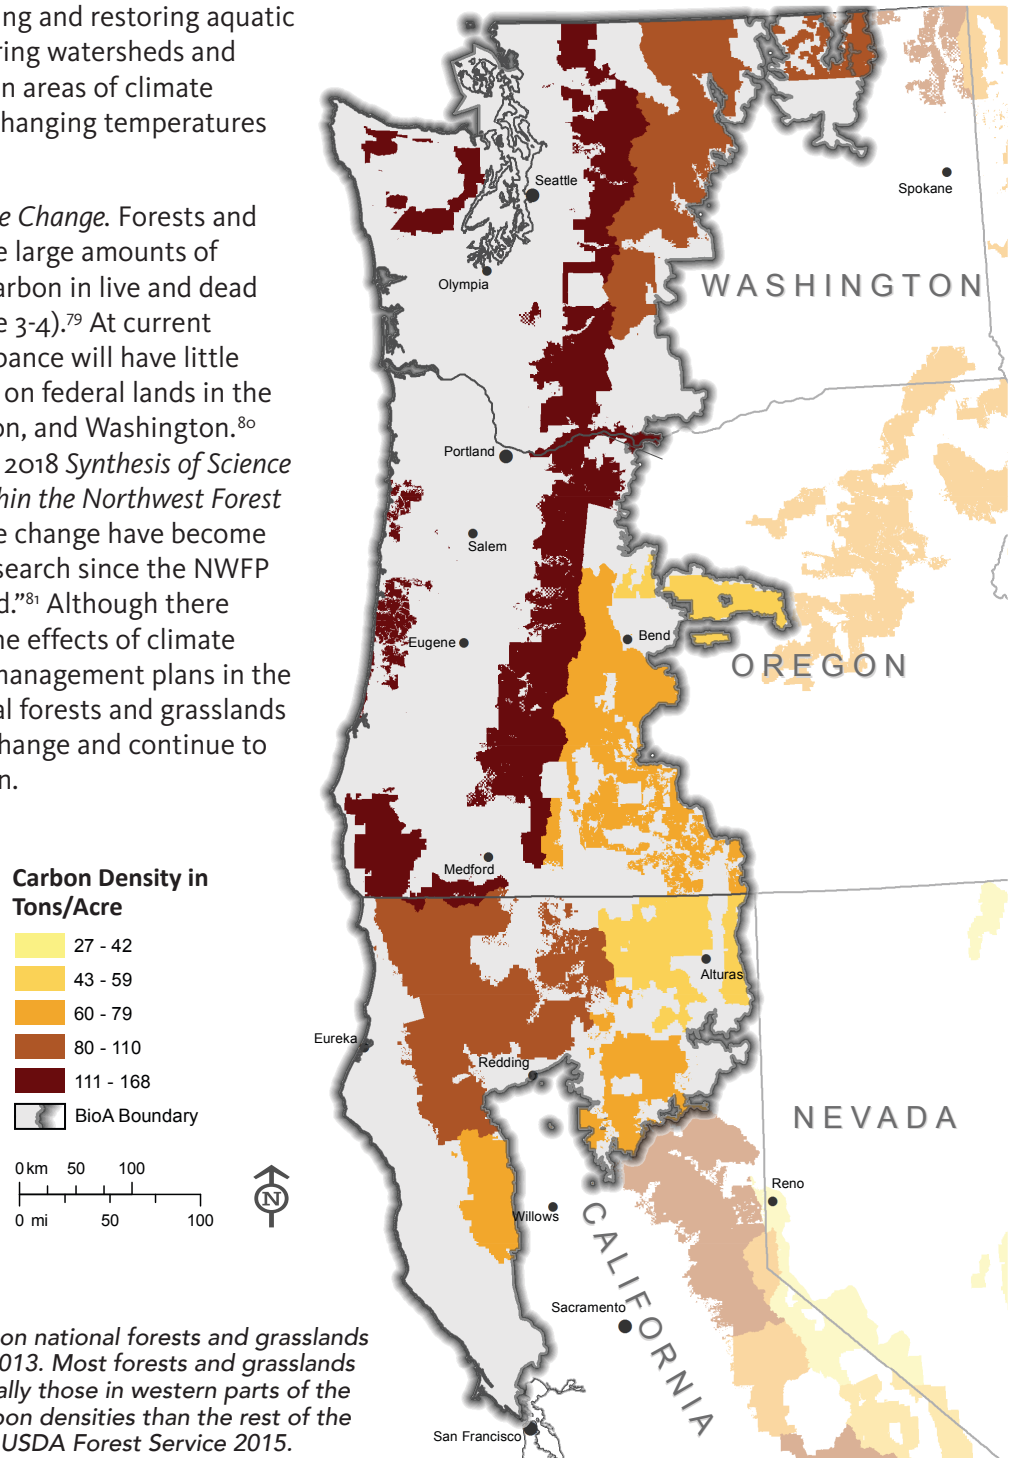 ing and restoring aquatic
ring watersheds and
n areas of climate
hanging temperatures
e Change. Forests and
e large amounts of
arbon in live and dead
e 3-4).79 At current
bance will have little
on federal lands in the
on, and Washington.80
2018 Synthesis of Science
hin the Northwest Forest
e change have become
search since the NWFP
d.”81 Although there
he effects of climate
management plans in the
al forests and grasslands
hange and continue to
n.
Carbon Density in
Tons/Acre
27 - 42
43 - 59
60 - 79
80 - 110
111 - 168
BioA Boundary
0 km 50 100
0 mi 50 100
N
on national forests and grasslands
013. Most forests and grasslands
ally those in western parts of the
bon densities than the rest of the
USDA Forest Service 2015.
Seattle
Spokane
Olympia
WASHINGTON
Portland
Salem
Eugene
Bend
OREGON
Medford
Alturas
Eureka
Redding
NEVADA
Reno
Willows
CALIFORNIA
Sacramento
San Francisco